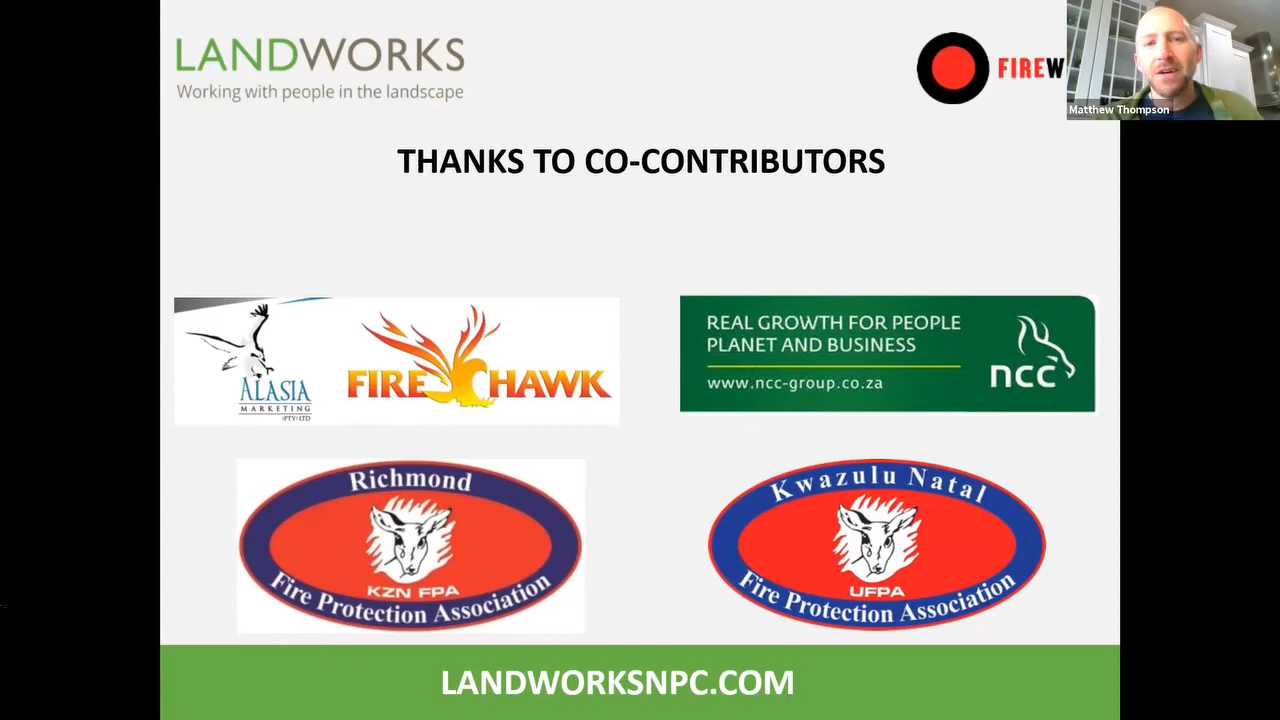 LANDWORKS
Working with people in the landscape
FIREW
Matthew Thompson
THANKS TO CO-CONTRIBUTORS
ALASIA
MARKETING
(PTY) LTD
FIRE HAWK
REAL GROWTH FOR PEOPLE
PLANET AND BUSINESS
www.ncc-group.co.za
ncc
Richmond
KZN FPA
Fire Protection Association
Kwazulu Natal
UFPA
Fire Protection Association
LANDWORKSNPC.COM